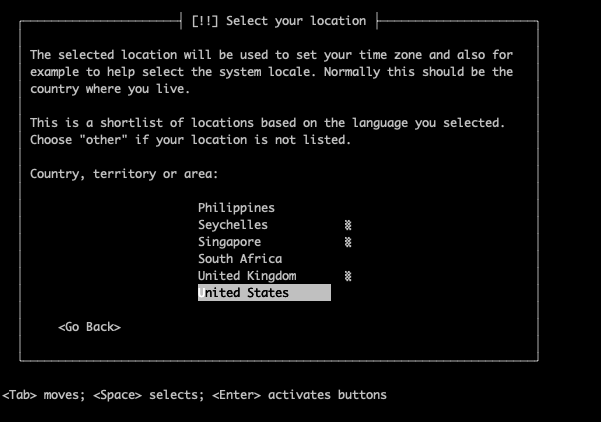 [!!] Select your location
The selected location will be used to set your time zone and also for
example to help select the system locale. Normally this should be the
country where you live.
This is a shortlist of locations based on the language you selected.
Choose "other" if your location is not listed.
Country, territory or area:
Philippines
Seychelles
Singapore
South Africa
United Kingdom
United States
<Go Back>
<Tab> moves; <Space> selects; <Enter> activates buttons